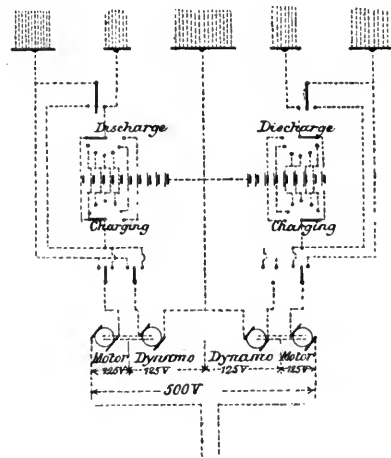 Discharge Discharge
Charging Charging
Motor Dynamo Dynamo Motor
125V 125V 125V 125V
500V